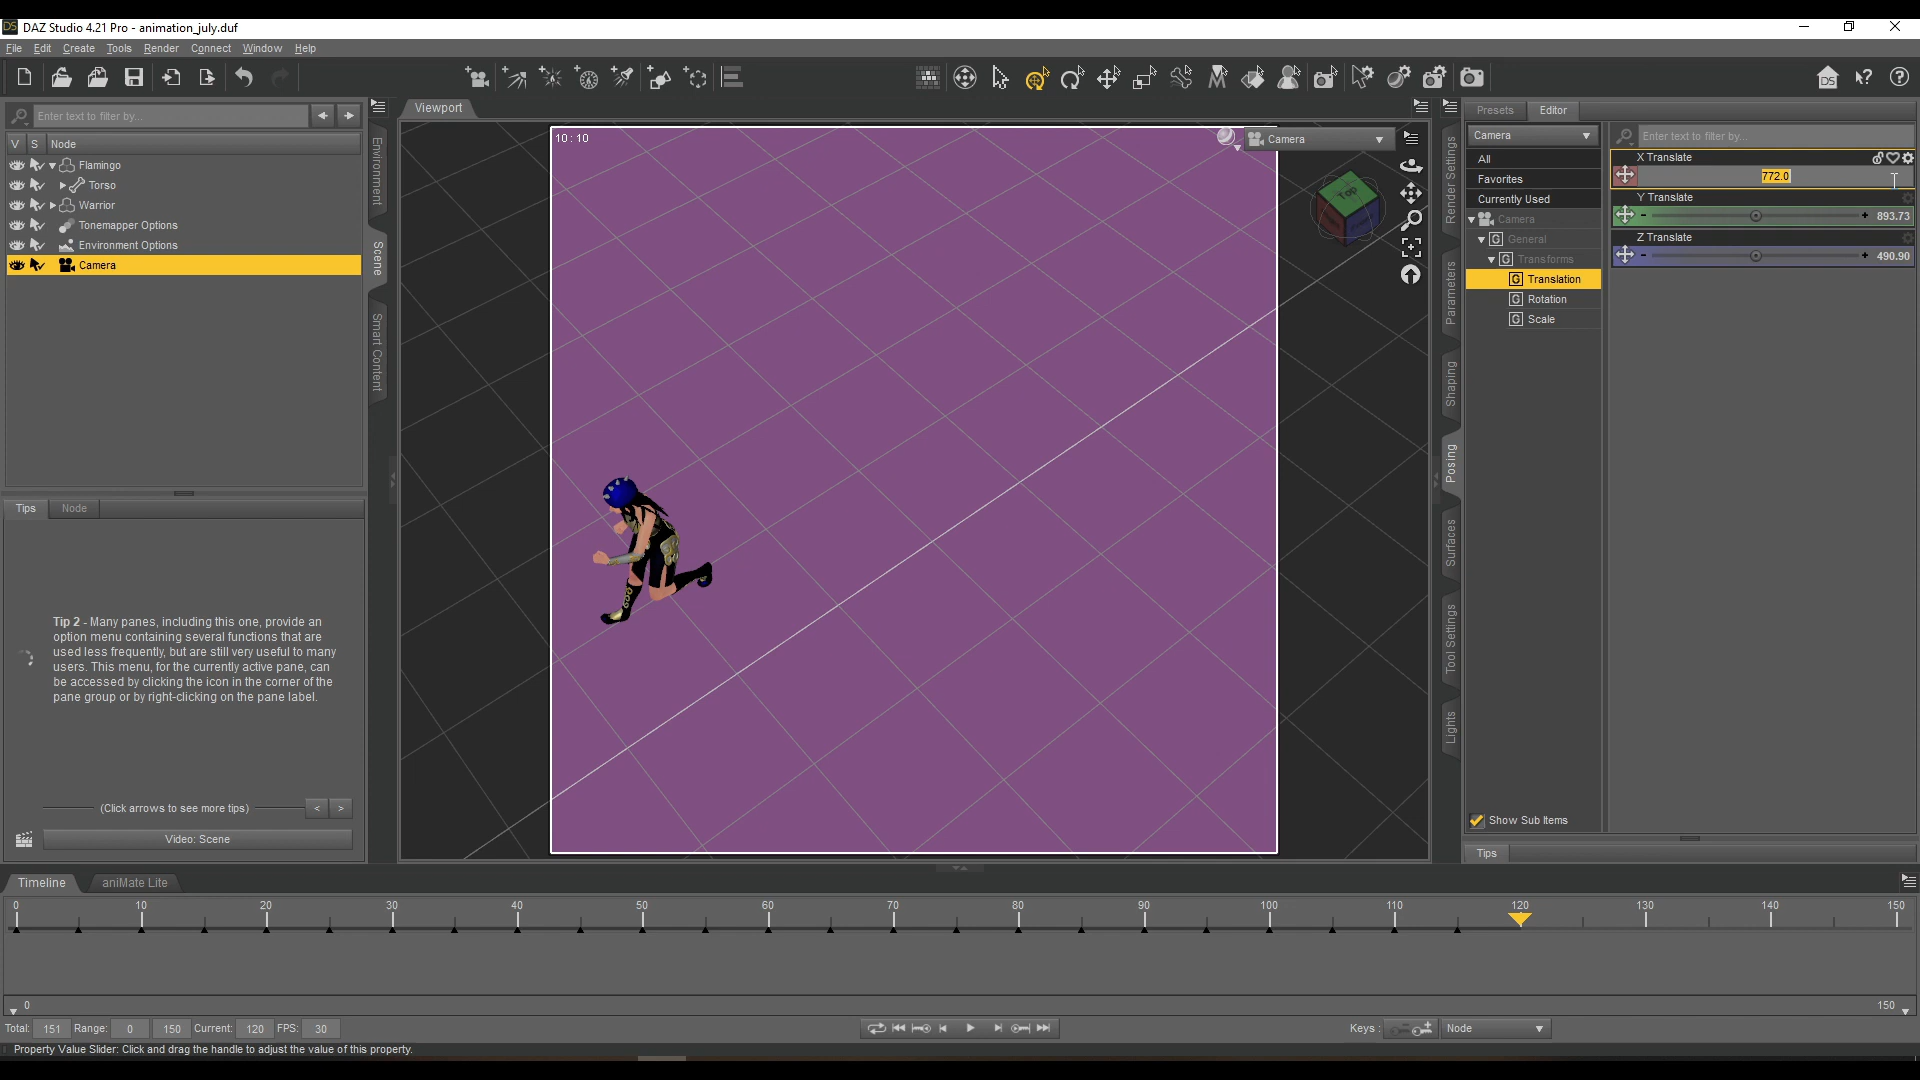 DS DAZ Studio 4.21 Pro - animation_july.duf
File Edit Create Tools Render Connect Window Help
Enter text to filter by...
V S Node
Flamingo
Torso
Warrior
Tonemapper Options
Environment Options
Camera
Tips Node
Tip 2 - Many panes, including this one, provide an
option menu containing several functions that are
used less frequently, but are still very useful to many
users. This menu, for the currently active pane, can
be accessed by clicking the icon in the corner of the
pane group or by right-clicking on the pane label.
(Click arrows to see more tips) < >
Video: Scene
Environment
Scene
Smart Content
Viewport
10 : 10
Camera
Top
Render Settings
Parameters
Shaping
Posing
Surfaces
Tool Settings
Lights
Presets Editor
Camera
All
Favorites
Currently Used
Camera
G General
G Transforms
G Translation
G Rotation
G Scale
Show Sub Items
Enter text to filter by...
X Translate
772.0
Y Translate
- + 893.73
Z Translate
- + 490.90
Tips
Timeline aniMate Lite
0 10 20 30 40 50 60 70 80 90 100 110 120 130 140 150
0 150
Total: 151 Range: 0 150 Current: 120 FPS: 30 Keys : Node
Property Value Slider: Click and drag the handle to adjust the value of this property.